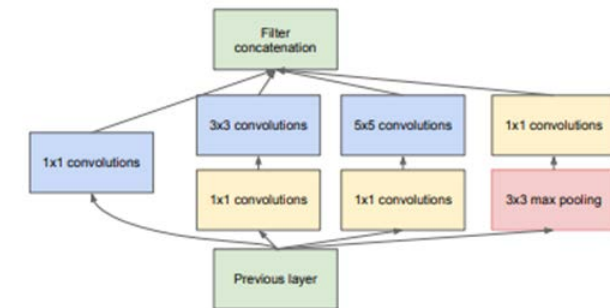 Filter
concatenation
3x3 convolutions
5x5 convolutions
1x1 convolutions
1x1 convolutions
1x1 convolutions
1x1 convolutions
3x3 max pooling
Previous layer